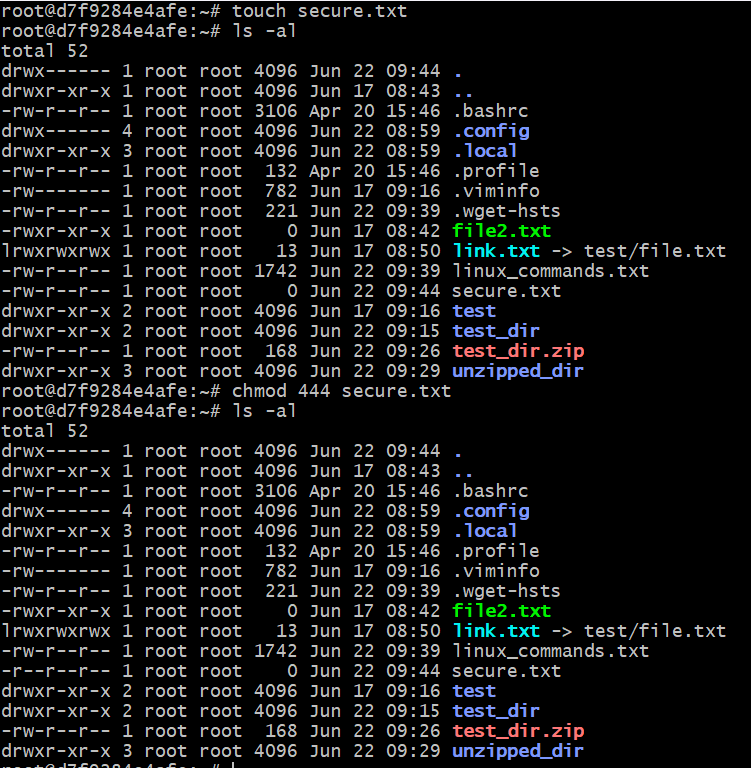 root@d7f9284e4afe:~# touch secure.txt
root@d7f9284e4afe:~# ls -al
total 52
drwx------ 1 root root 4096 Jun 22 09:44 .
drwxr-xr-x 1 root root 4096 Jun 17 08:43 ..
-rw-r--r-- 1 root root 3106 Apr 20 15:46 .bashrc
drwx------ 4 root root 4096 Jun 22 08:59 .config
drwxr-xr-x 3 root root 4096 Jun 22 08:59 .local
-rw-r--r-- 1 root root  132 Apr 20 15:46 .profile
-rw------- 1 root root  782 Jun 17 09:16 .viminfo
-rw-r--r-- 1 root root  221 Jun 22 09:39 .wget-hsts
-rwxr-xr-x 1 root root    0 Jun 17 08:42 file2.txt
lrwxrwxrwx 1 root root   13 Jun 17 08:50 link.txt -> test/file.txt
-rw-r--r-- 1 root root 1742 Jun 22 09:39 linux_commands.txt
-rw-r--r-- 1 root root    0 Jun 22 09:44 secure.txt
drwxr-xr-x 2 root root 4096 Jun 17 09:16 test
drwxr-xr-x 2 root root 4096 Jun 22 09:15 test_dir
-rw-r--r-- 1 root root  168 Jun 22 09:26 test_dir.zip
drwxr-xr-x 3 root root 4096 Jun 22 09:29 unzipped_dir
root@d7f9284e4afe:~# chmod 444 secure.txt
root@d7f9284e4afe:~# ls -al
total 52
drwx------ 1 root root 4096 Jun 22 09:44 .
drwxr-xr-x 1 root root 4096 Jun 17 08:43 ..
-rw-r--r-- 1 root root 3106 Apr 20 15:46 .bashrc
drwx------ 4 root root 4096 Jun 22 08:59 .config
drwxr-xr-x 3 root root 4096 Jun 22 08:59 .local
-rw-r--r-- 1 root root  132 Apr 20 15:46 .profile
-rw------- 1 root root  782 Jun 17 09:16 .viminfo
-rw-r--r-- 1 root root  221 Jun 22 09:39 .wget-hsts
-rwxr-xr-x 1 root root    0 Jun 17 08:42 file2.txt
lrwxrwxrwx 1 root root   13 Jun 17 08:50 link.txt -> test/file.txt
-rw-r--r-- 1 root root 1742 Jun 22 09:39 linux_commands.txt
-r--r--r-- 1 root root    0 Jun 22 09:44 secure.txt
drwxr-xr-x 2 root root 4096 Jun 17 09:16 test
drwxr-xr-x 2 root root 4096 Jun 22 09:15 test_dir
-rw-r--r-- 1 root root  168 Jun 22 09:26 test_dir.zip
drwxr-xr-x 3 root root 4096 Jun 22 09:29 unzipped_dir
root@d7f9284e4afe:~#